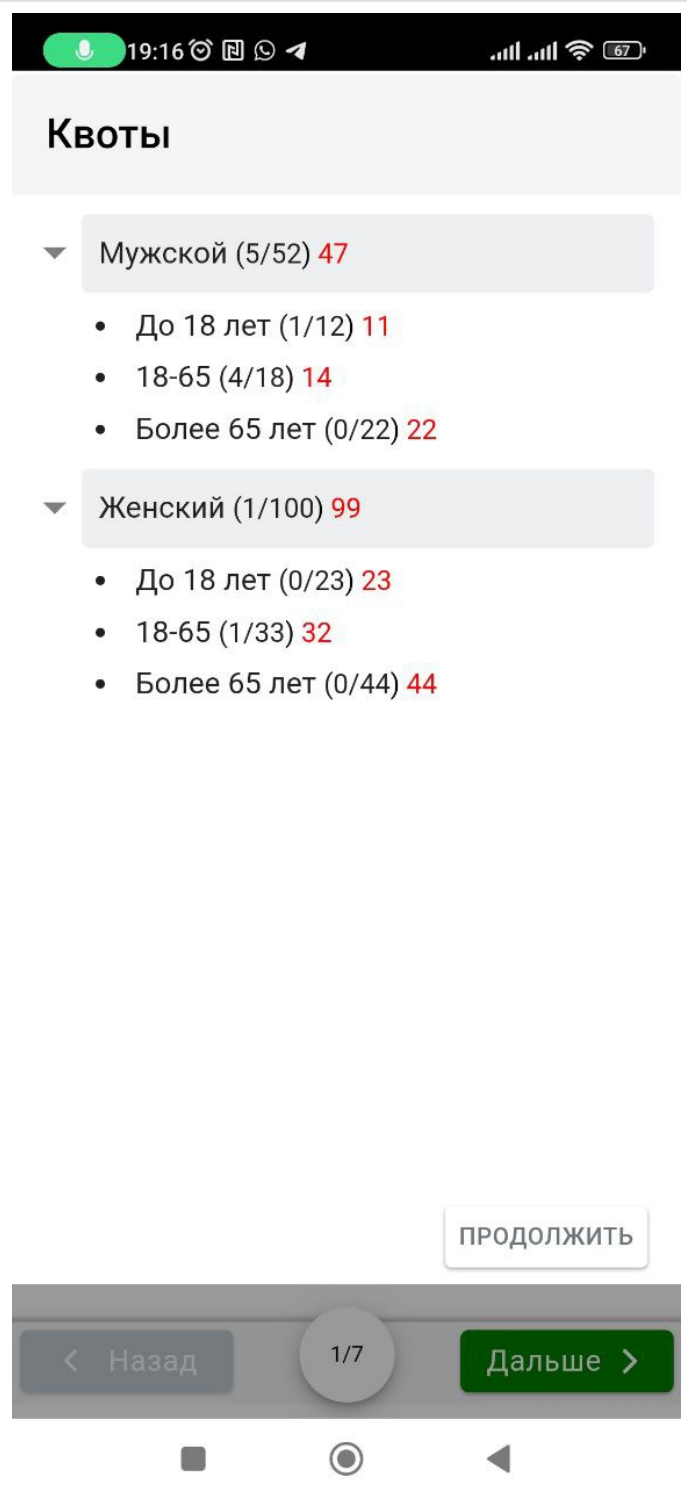 19:16
67
Квоты
Мужской (5/52) 47
До 18 лет (1/12) 11
18-65 (4/18) 14
Более 65 лет (0/22) 22
Женский (1/100) 99
До 18 лет (0/23) 23
18-65 (1/33) 32
Более 65 лет (0/44) 44
ПРОДОЛЖИТЬ
Назад 1/7 Дальше